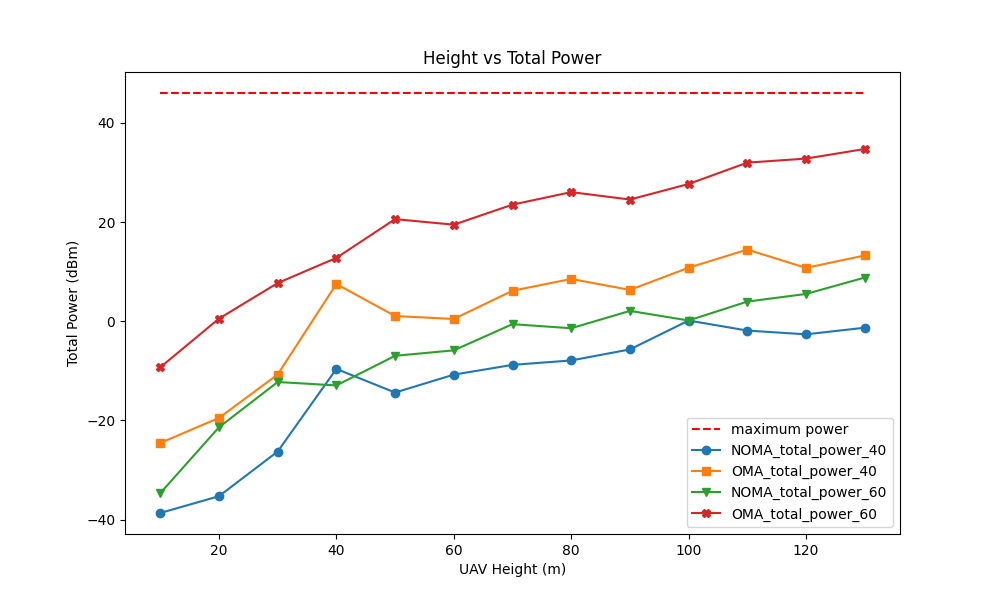 Height vs Total Power
Total Power (dBm)
40
20
0
−20
−40
maximum power
NOMA_total_power_40
OMA_total_power_40
NOMA_total_power_60
OMA_total_power_60
20
40
60
80
100
120
UAV Height (m)